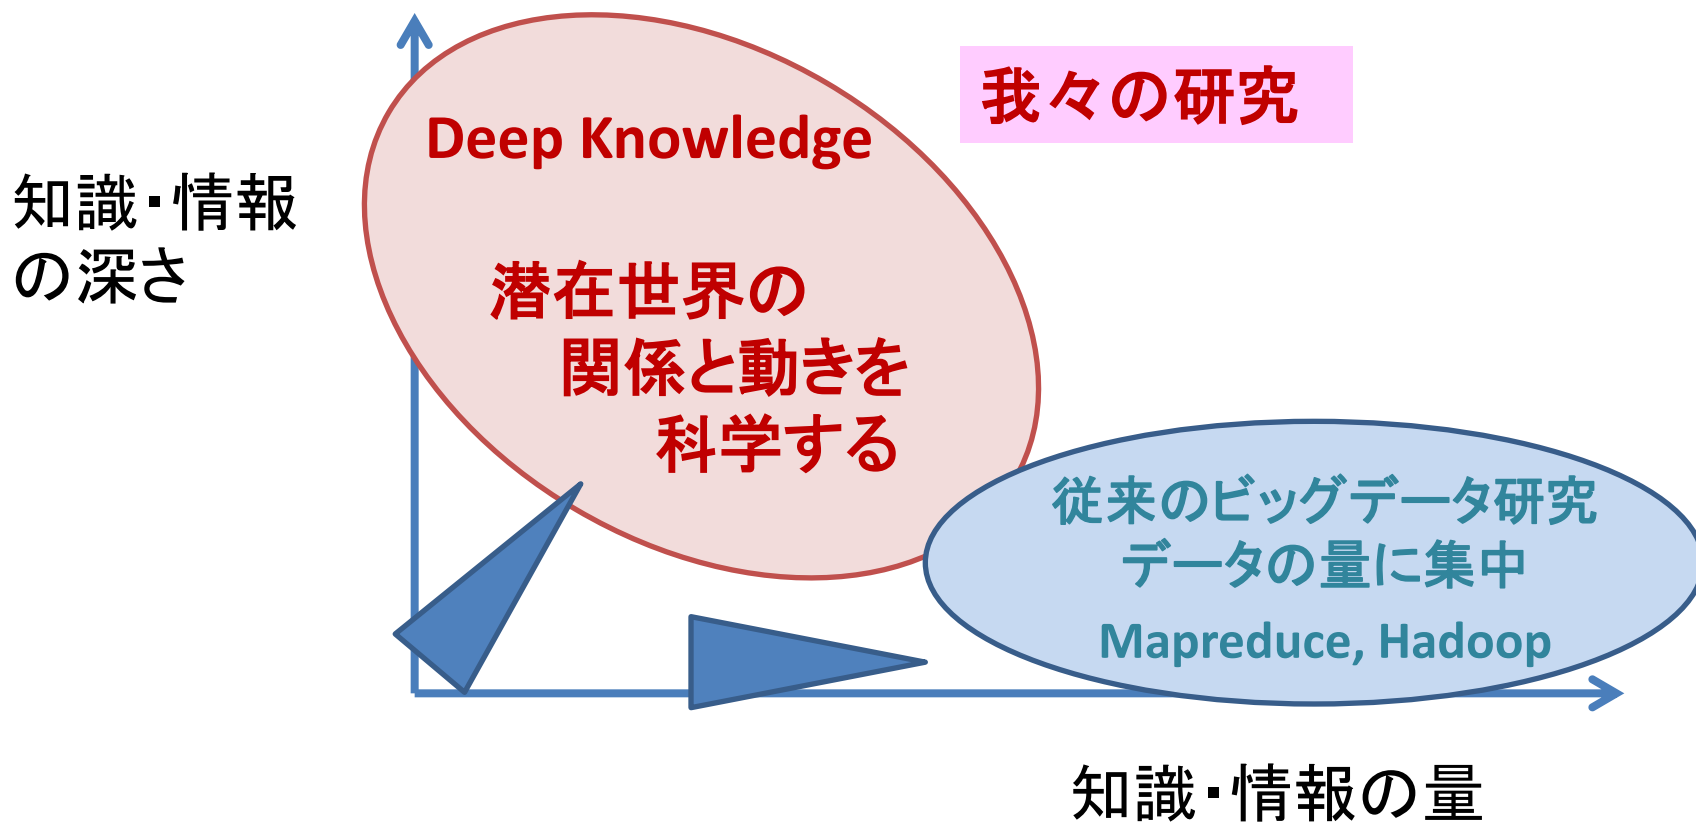 我々の研究
Deep Knowledge
知識・情報
の深さ
潜在世界の
関係と動きを
科学する
従来のビッグデータ研究
データの量に集中
Mapreduce, Hadoop
知識・情報の量